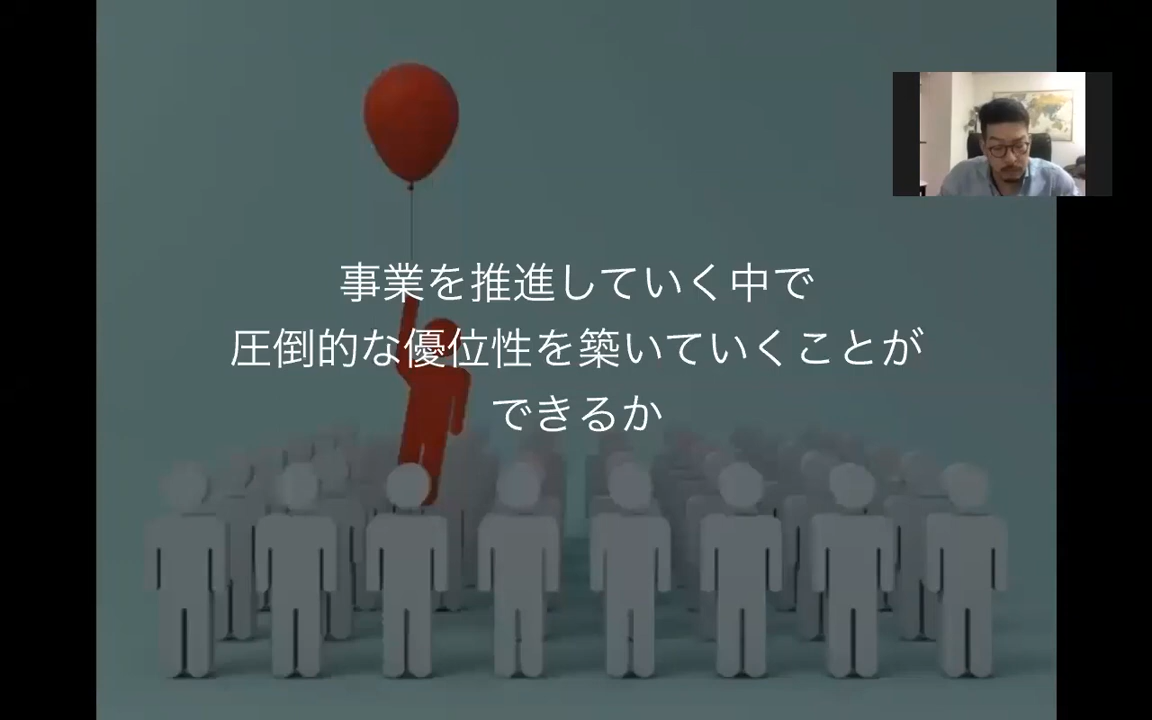 事業を推進していく中で
圧倒的な優位性を築いていくことが
できるか